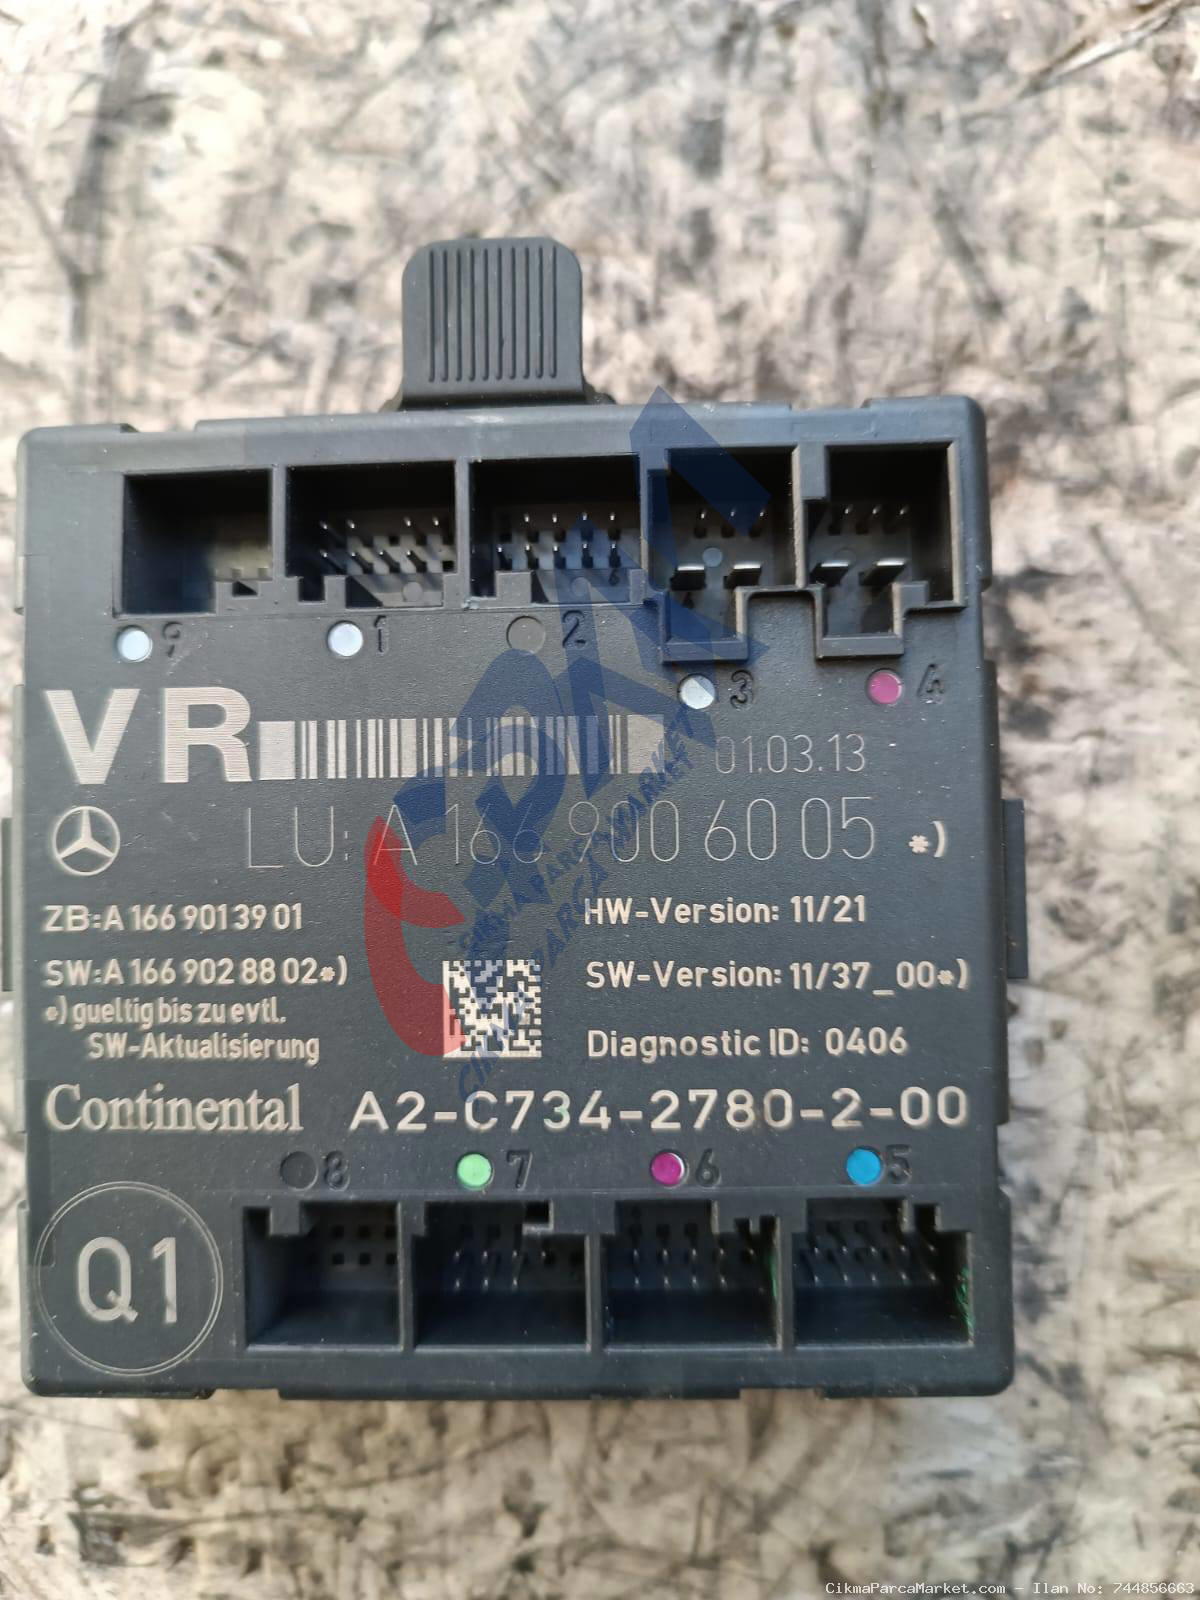 9 1 2
3 4
VR
01.03.13
LU: A 166 900 60 05 *)
ZB:A 166 901 39 01
HW-Version: 11/21
SW:A 166 902 88 02*)
SW-Version: 11/37_00*)
*) gueltig bis zu evtl.
SW-Aktualisierung
Diagnostic ID: 0406
Continental A2-C734-2780-2-00
8 7 6 5
Q1
CikmaParcaMarket.com - Ilan No: 744856663